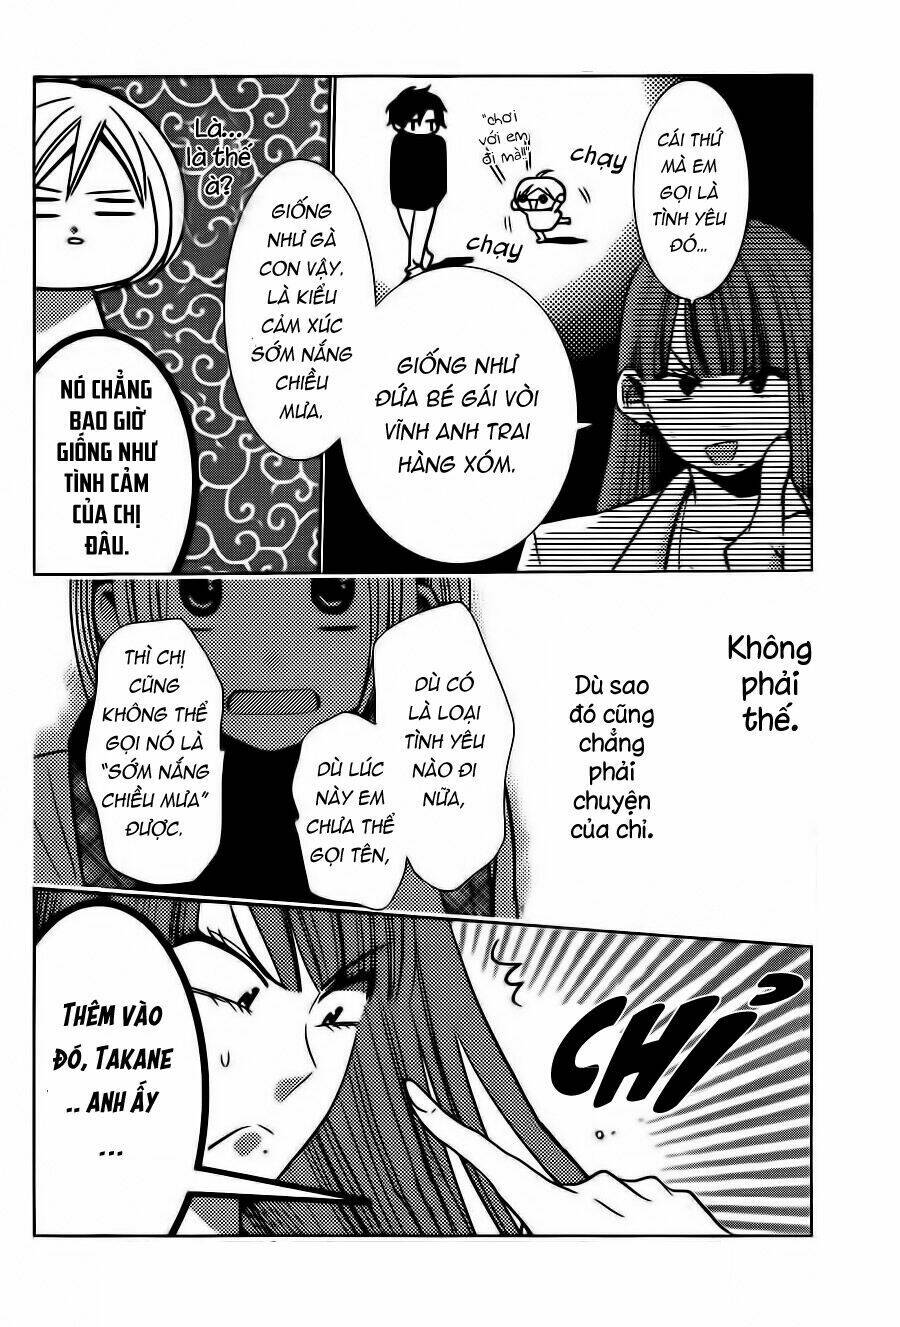 CÁI THỨ
MÀ EM
GỌI LÀ
TÌNH YÊU
ĐÓ...
"chơi
với em
đi mà!!"
chạy
chạy
GIỐNG NHƯ
ĐỨA BÉ GÁI VÒI
VĨNH ANH TRAI
HÀNG XÓM.
GIỐNG
NHƯ GÀ
CON VẬY.
LÀ KIỂU
CẢM XÚC
SỚM NẮNG
CHIỀU
MƯA.
Là...
là thế
à?
NÓ CHẲNG
BAO GIỜ
GIỐNG NHƯ
TÌNH CẢM
CỦA CHỊ
ĐÂU.
Không
phải
thế.
Dù sao
đó cũng
chẳng
phải
chuyện
của chỉ.
DÙ CÓ
LÀ LOẠI
TÌNH YÊU
NÀO ĐI
NỮA,
DÙ LÚC
NÀY EM
CHƯA THỂ
GỌI TÊN,
THÌ CHỊ
CŨNG
KHÔNG THỂ
GỌI NÓ LÀ
"SỚM NẮNG
CHIỀU MƯA"
ĐƯỢC.
CHỈ
THÊM VÀO
ĐÓ, TAKANE
.. ANH ẤY
...